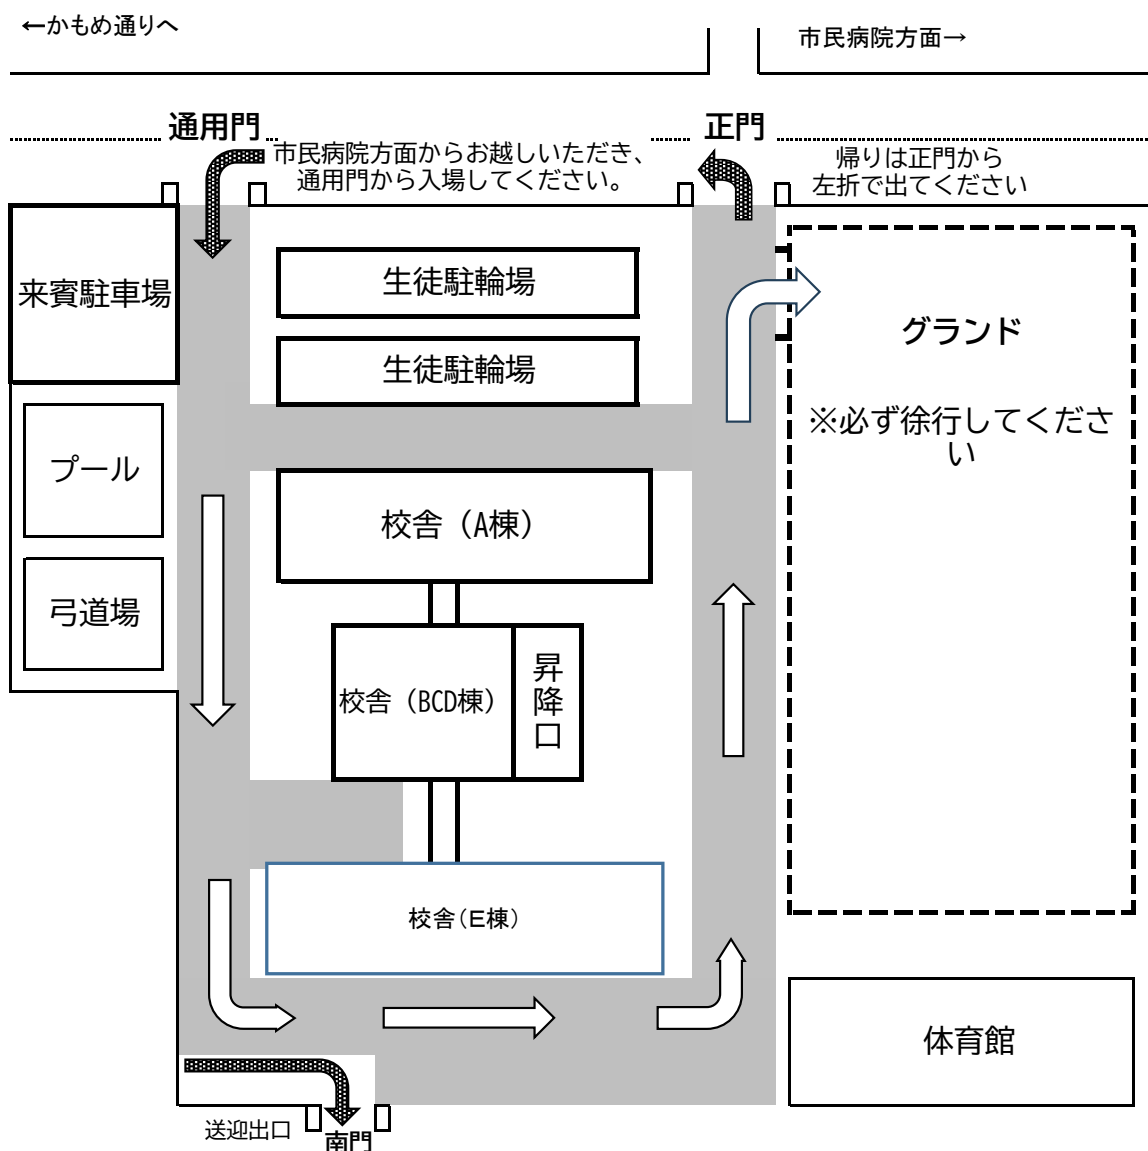 ←かもめ通りへ
市民病院方面→
通用門
正門
市民病院方面からお越しいただき、
通用門から入場してください。
帰りは正門から
左折で出てください
来賓駐車場
生徒駐輪場
生徒駐輪場
グランド
※必ず徐行してくださ
い
プール
校舎（A棟）
弓道場
校舎（BCD棟）
昇降口
校舎（E棟）
体育館
送迎出口
南門